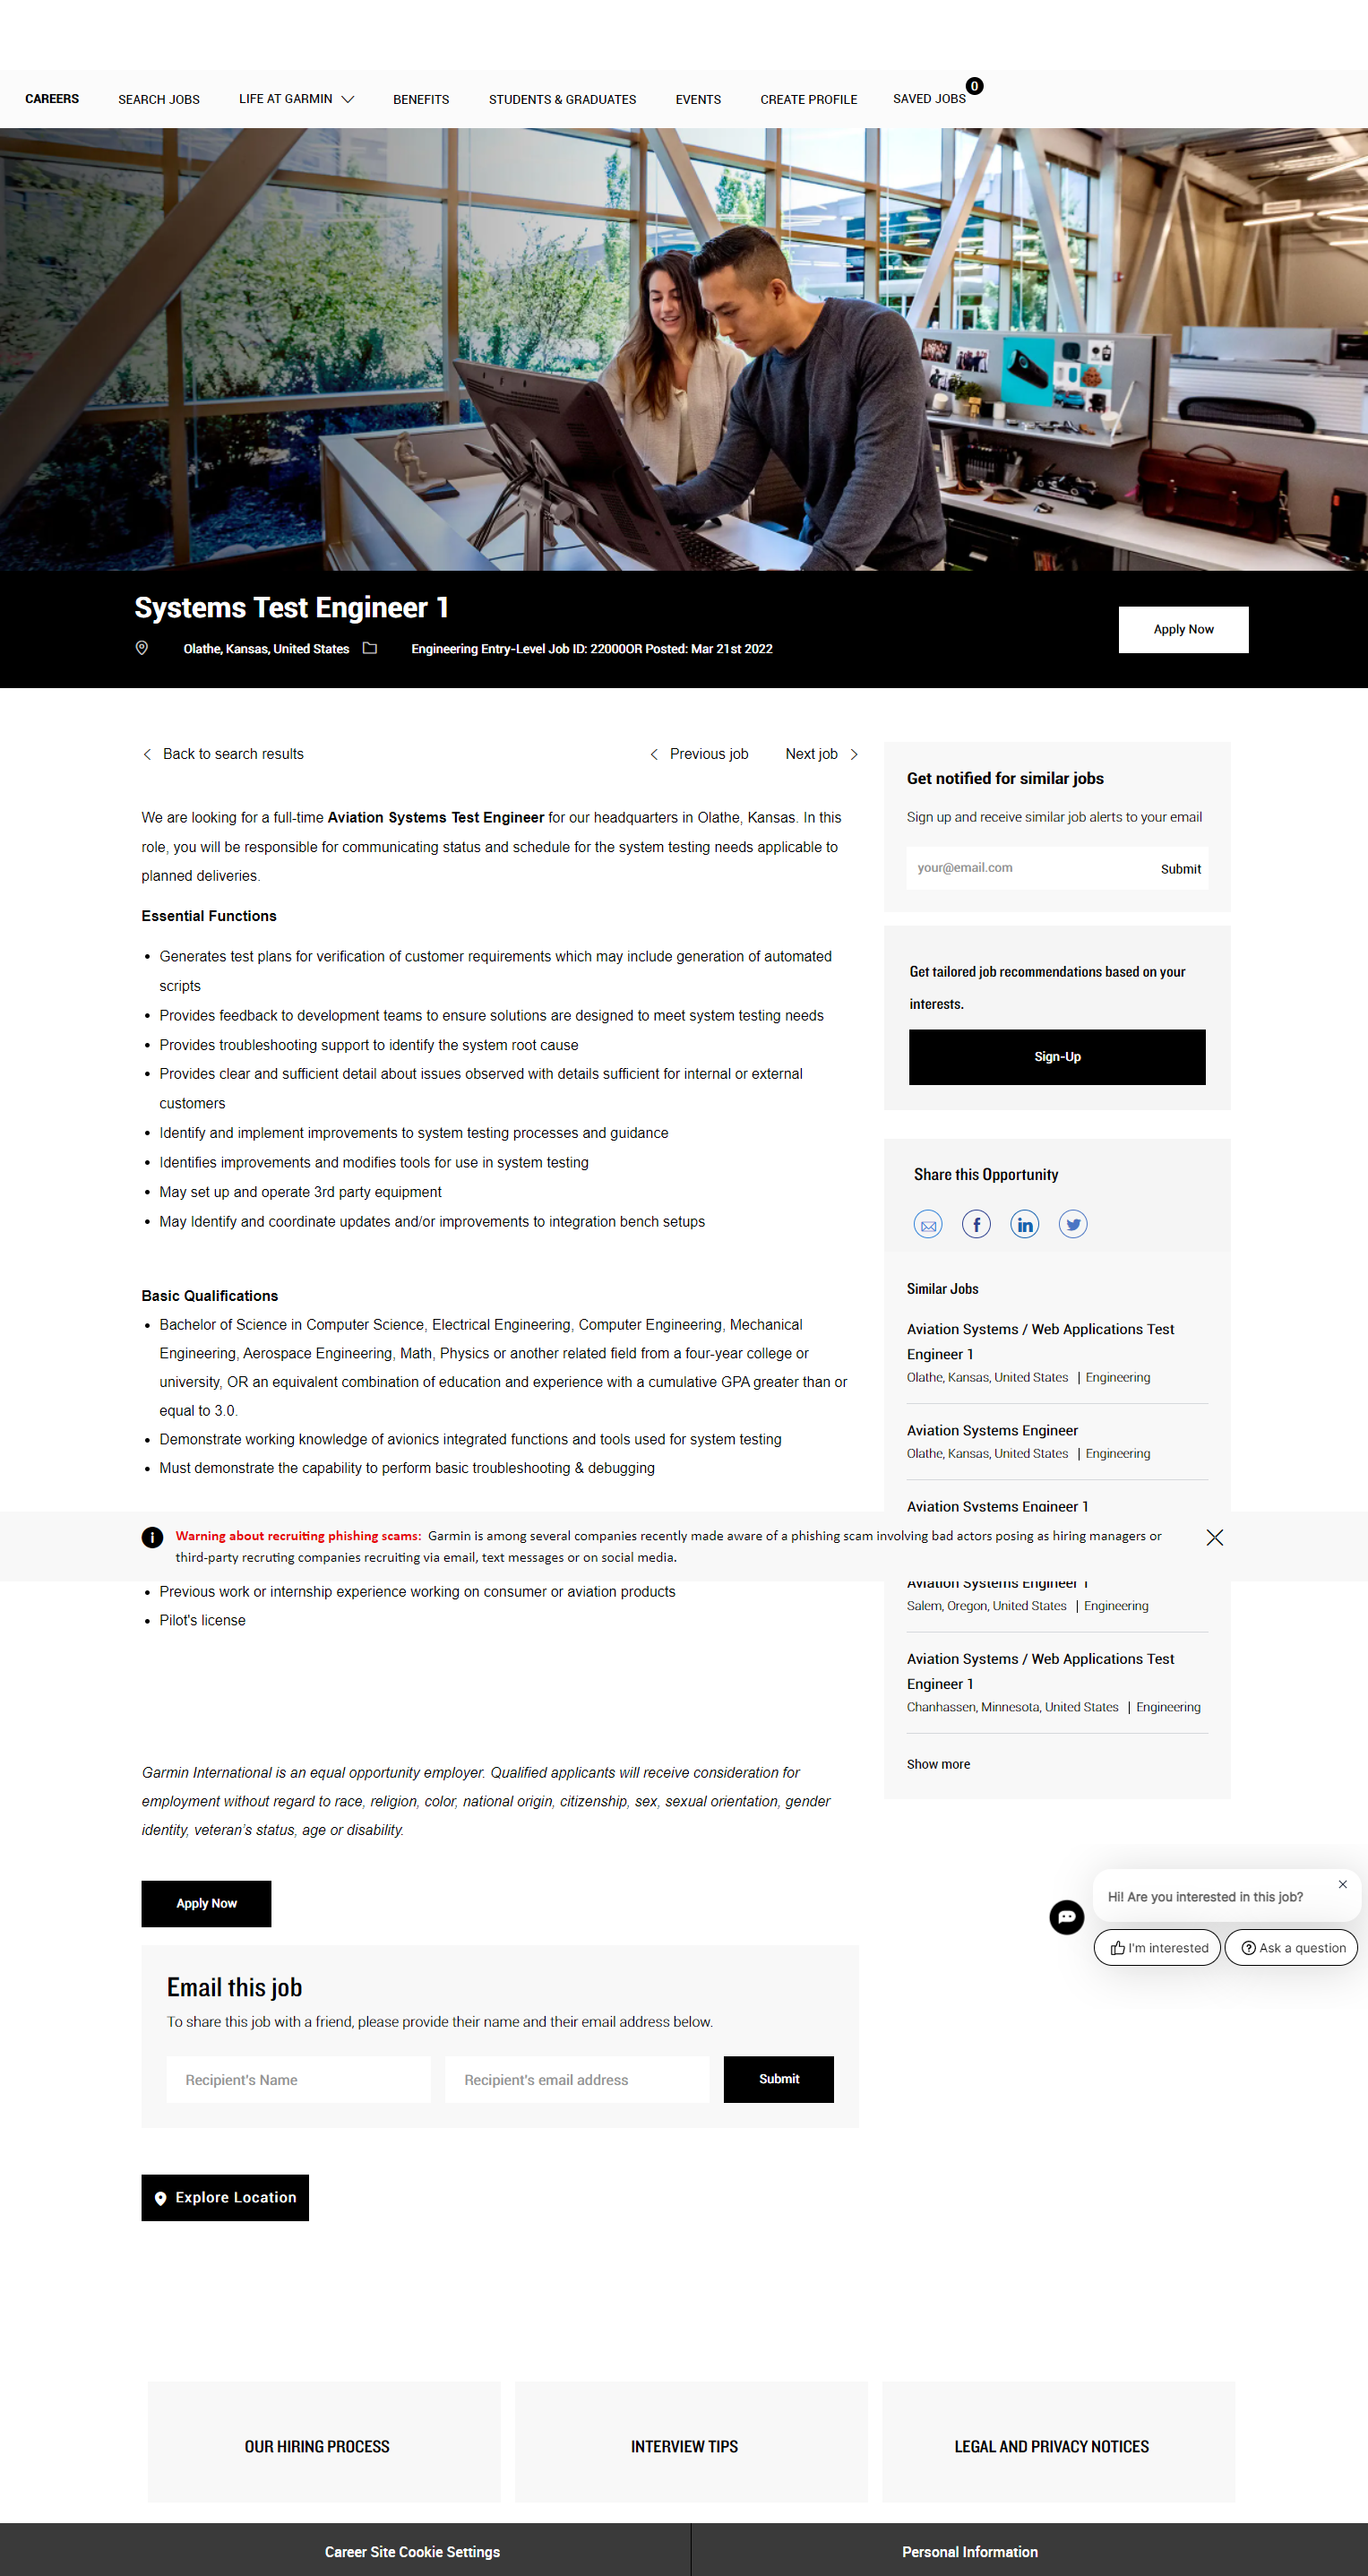 CAREERS
SEARCH JOBS
LIFE AT GARMIN
BENEFITS
STUDENTS & GRADUATES
EVENTS
CREATE PROFILE
SAVED JOBS
0
Systems Test Engineer 1
Olathe, Kansas, United States
Engineering Entry-Level Job ID: 22000OR Posted: Mar 21st 2022
Apply Now
Back to search results
Previous job
Next job
We are looking for a full-time Aviation Systems Test Engineer for our headquarters in Olathe, Kansas. In this
role, you will be responsible for communicating status and schedule for the system testing needs applicable to
planned deliveries.
Essential Functions
• Generates test plans for verification of customer requirements which may include generation of automated
scripts
• Provides feedback to development teams to ensure solutions are designed to meet system testing needs
• Provides troubleshooting support to identify the system root cause
• Provides clear and sufficient detail about issues observed with details sufficient for internal or external
customers
• Identify and implement improvements to system testing processes and guidance
• Identifies improvements and modifies tools for use in system testing
• May set up and operate 3rd party equipment
• May Identify and coordinate updates and/or improvements to integration bench setups
Basic Qualifications
• Bachelor of Science in Computer Science, Electrical Engineering, Computer Engineering, Mechanical
Engineering, Aerospace Engineering, Math, Physics or another related field from a four-year college or
university, OR an equivalent combination of education and experience with a cumulative GPA greater than or
equal to 3.0.
• Demonstrate working knowledge of avionics integrated functions and tools used for system testing
• Must demonstrate the capability to perform basic troubleshooting & debugging
Warning about recruiting phishing scams: Garmin is among several companies recently made aware of a phishing scam involving bad actors posing as hiring managers or
third-party recruting companies recruiting via email, text messages or on social media.
• Previous work or internship experience working on consumer or aviation products
• Pilot's license
Garmin International is an equal opportunity employer. Qualified applicants will receive consideration for
employment without regard to race, religion, color, national origin, citizenship, sex, sexual orientation, gender
identity, veteran's status, age or disability.
Apply Now
Email this job
To share this job with a friend, please provide their name and their email address below.
Recipient's Name
Recipient's email address
Submit
Explore Location
Get notified for similar jobs
Sign up and receive similar job alerts to your email
your@email.com
Submit
Get tailored job recommendations based on your
interests.
Sign-Up
Share this Opportunity
Similar Jobs
Aviation Systems / Web Applications Test
Engineer 1
Olathe, Kansas, United States | Engineering
Aviation Systems Engineer
Olathe, Kansas, United States | Engineering
Aviation Systems Engineer 1
Aviation Systems Engineer 1
Salem, Oregon, United States | Engineering
Aviation Systems / Web Applications Test
Engineer 1
Chanhassen, Minnesota, United States | Engineering
Show more
Hi! Are you interested in this job?
I'm interested
Ask a question
OUR HIRING PROCESS
INTERVIEW TIPS
LEGAL AND PRIVACY NOTICES
Career Site Cookie Settings
Personal Information